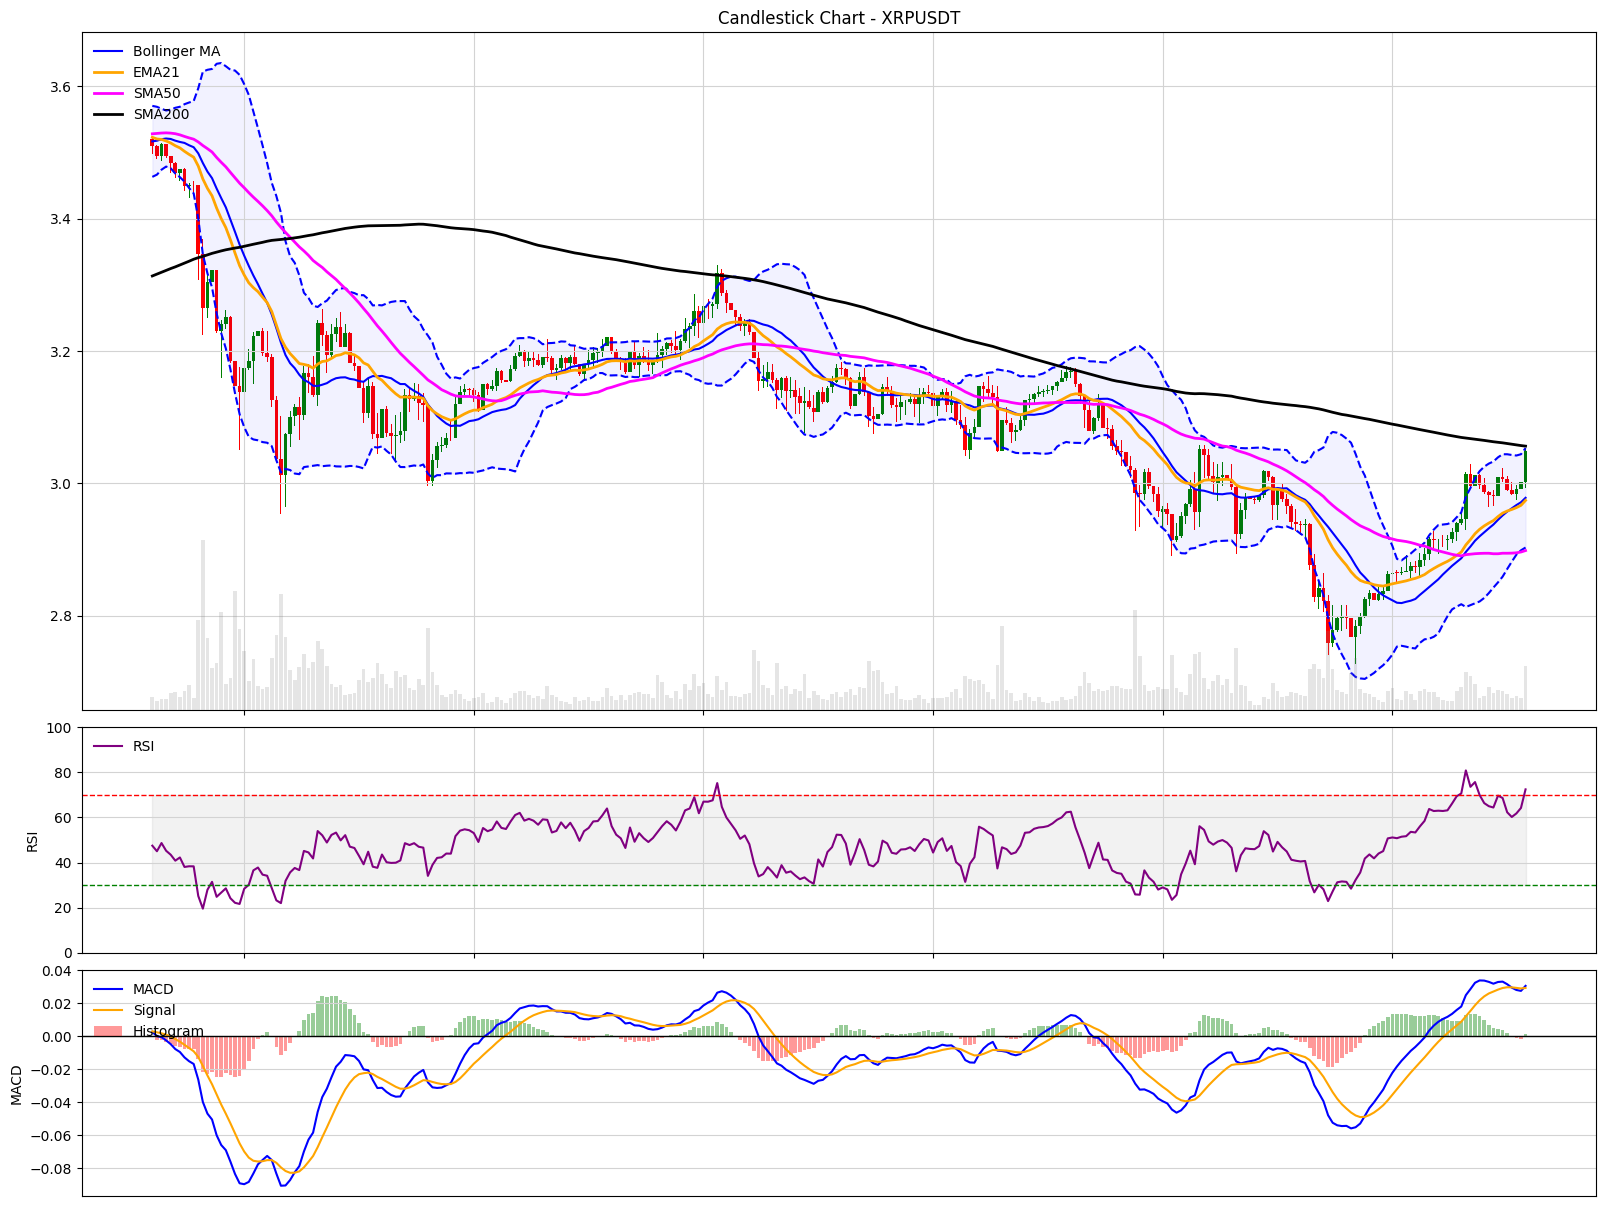 Candlestick Chart - XRPUSDT
Bollinger MA
EMA21
SMA50
SMA200
3.6
3.4
3.2
3.0
2.8
RSI
100
80
60
40
20
0
RSI
MACD
Signal
Histogram
0.04
0.02
0.00
−0.02
−0.04
−0.06
−0.08
MACD